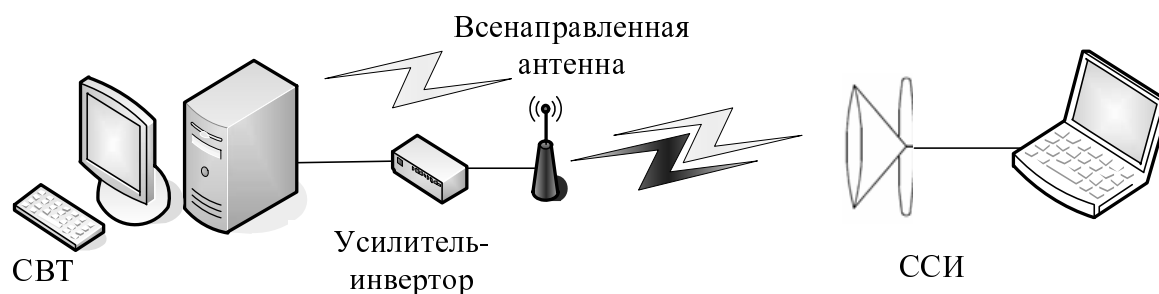 Всенаправленная
антенна
Усилитель-
инвертор
СВТ
ССИ